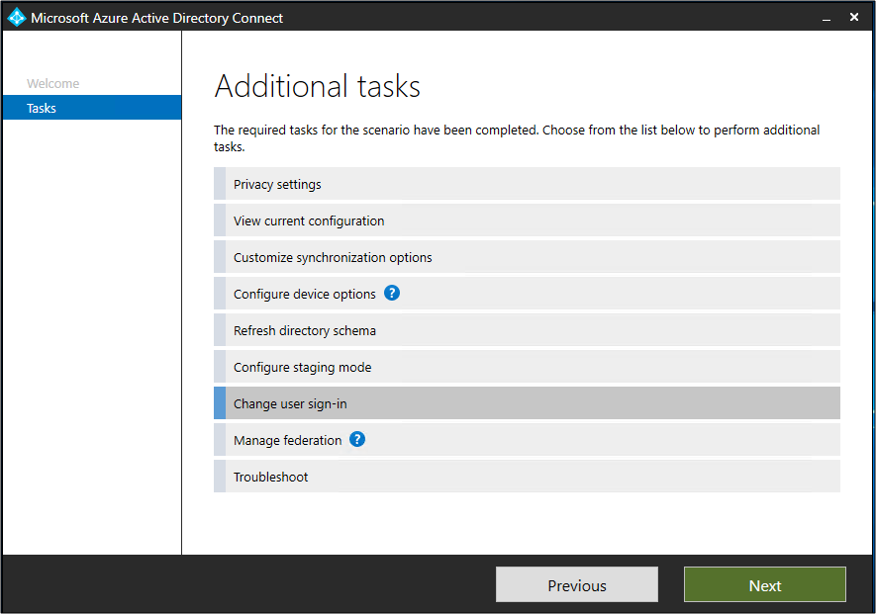 Microsoft Azure Active Directory Connect
Welcome
Tasks
Additional tasks
The required tasks for the scenario have been completed. Choose from the list below to perform additional
tasks.
Privacy settings
View current configuration
Customize synchronization options
Configure device options ?
Refresh directory schema
Configure staging mode
Change user sign-in
Manage federation ?
Troubleshoot
Previous
Next